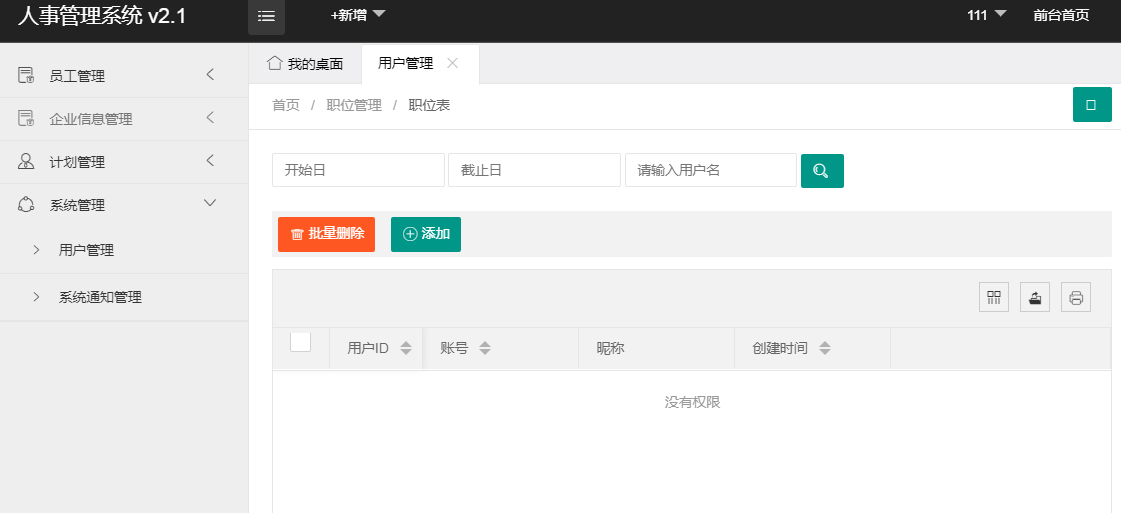 人事管理系统 v2.1
+新增
111
前台首页
员工管理
企业信息管理
计划管理
系统管理
用户管理
系统通知管理
我的桌面
用户管理
首页 / 职位管理 / 职位表
开始日
截止日
请输入用户名
批量删除
添加
用户ID
账号
昵称
创建时间
没有权限